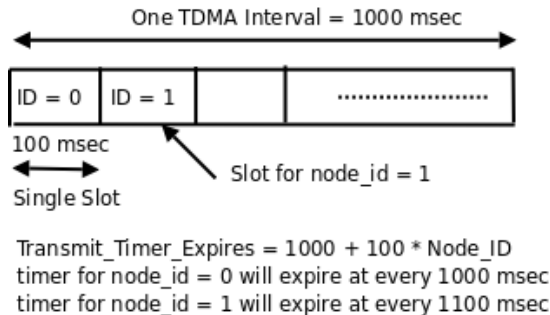 One TDMA Interval = 1000 msec
ID = 0
ID = 1
100 msec
Slot for node_id = 1
Single Slot
Transmit_Timer_Expires = 1000 + 100 * Node_ID
timer for node_id = 0 will expire at every 1000 msec
timer for node_id = 1 will expire at every 1100 msec